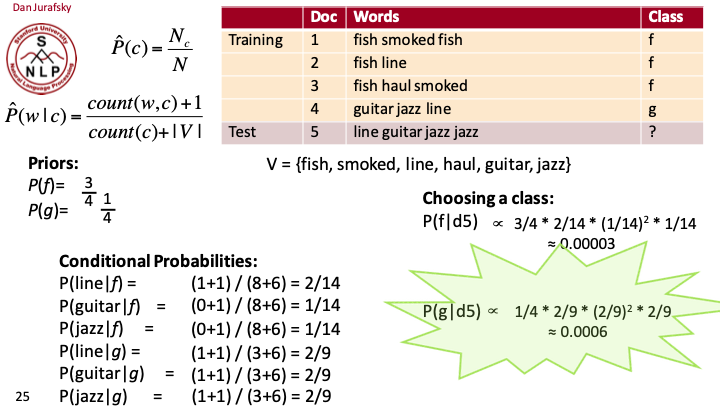 Dan Jurafsky
Stanford University
S
NLP
Natural Language Processing
P̂(c) = N_c / N
P̂(w | c) = count(w,c)+1 / count(c)+|V|
Doc Words Class
Training 1 fish smoked fish f
2 fish line f
3 fish haul smoked f
4 guitar jazz line g
Test 5 line guitar jazz jazz ?
V = {fish, smoked, line, haul, guitar, jazz}
Priors:
P(f)= 3/4
P(g)= 1/4
Choosing a class:
P(f|d5) ∝ 3/4 * 2/14 * (1/14)² * 1/14
≈ 0.00003
P(g|d5) ∝ 1/4 * 2/9 * (2/9)² * 2/9
≈ 0.0006
Conditional Probabilities:
P(line|f) = (1+1) / (8+6) = 2/14
P(guitar|f) = (0+1) / (8+6) = 1/14
P(jazz|f) = (0+1) / (8+6) = 1/14
P(line|g) = (1+1) / (3+6) = 2/9
P(guitar|g) = (1+1) / (3+6) = 2/9
P(jazz|g) = (1+1) / (3+6) = 2/9
25